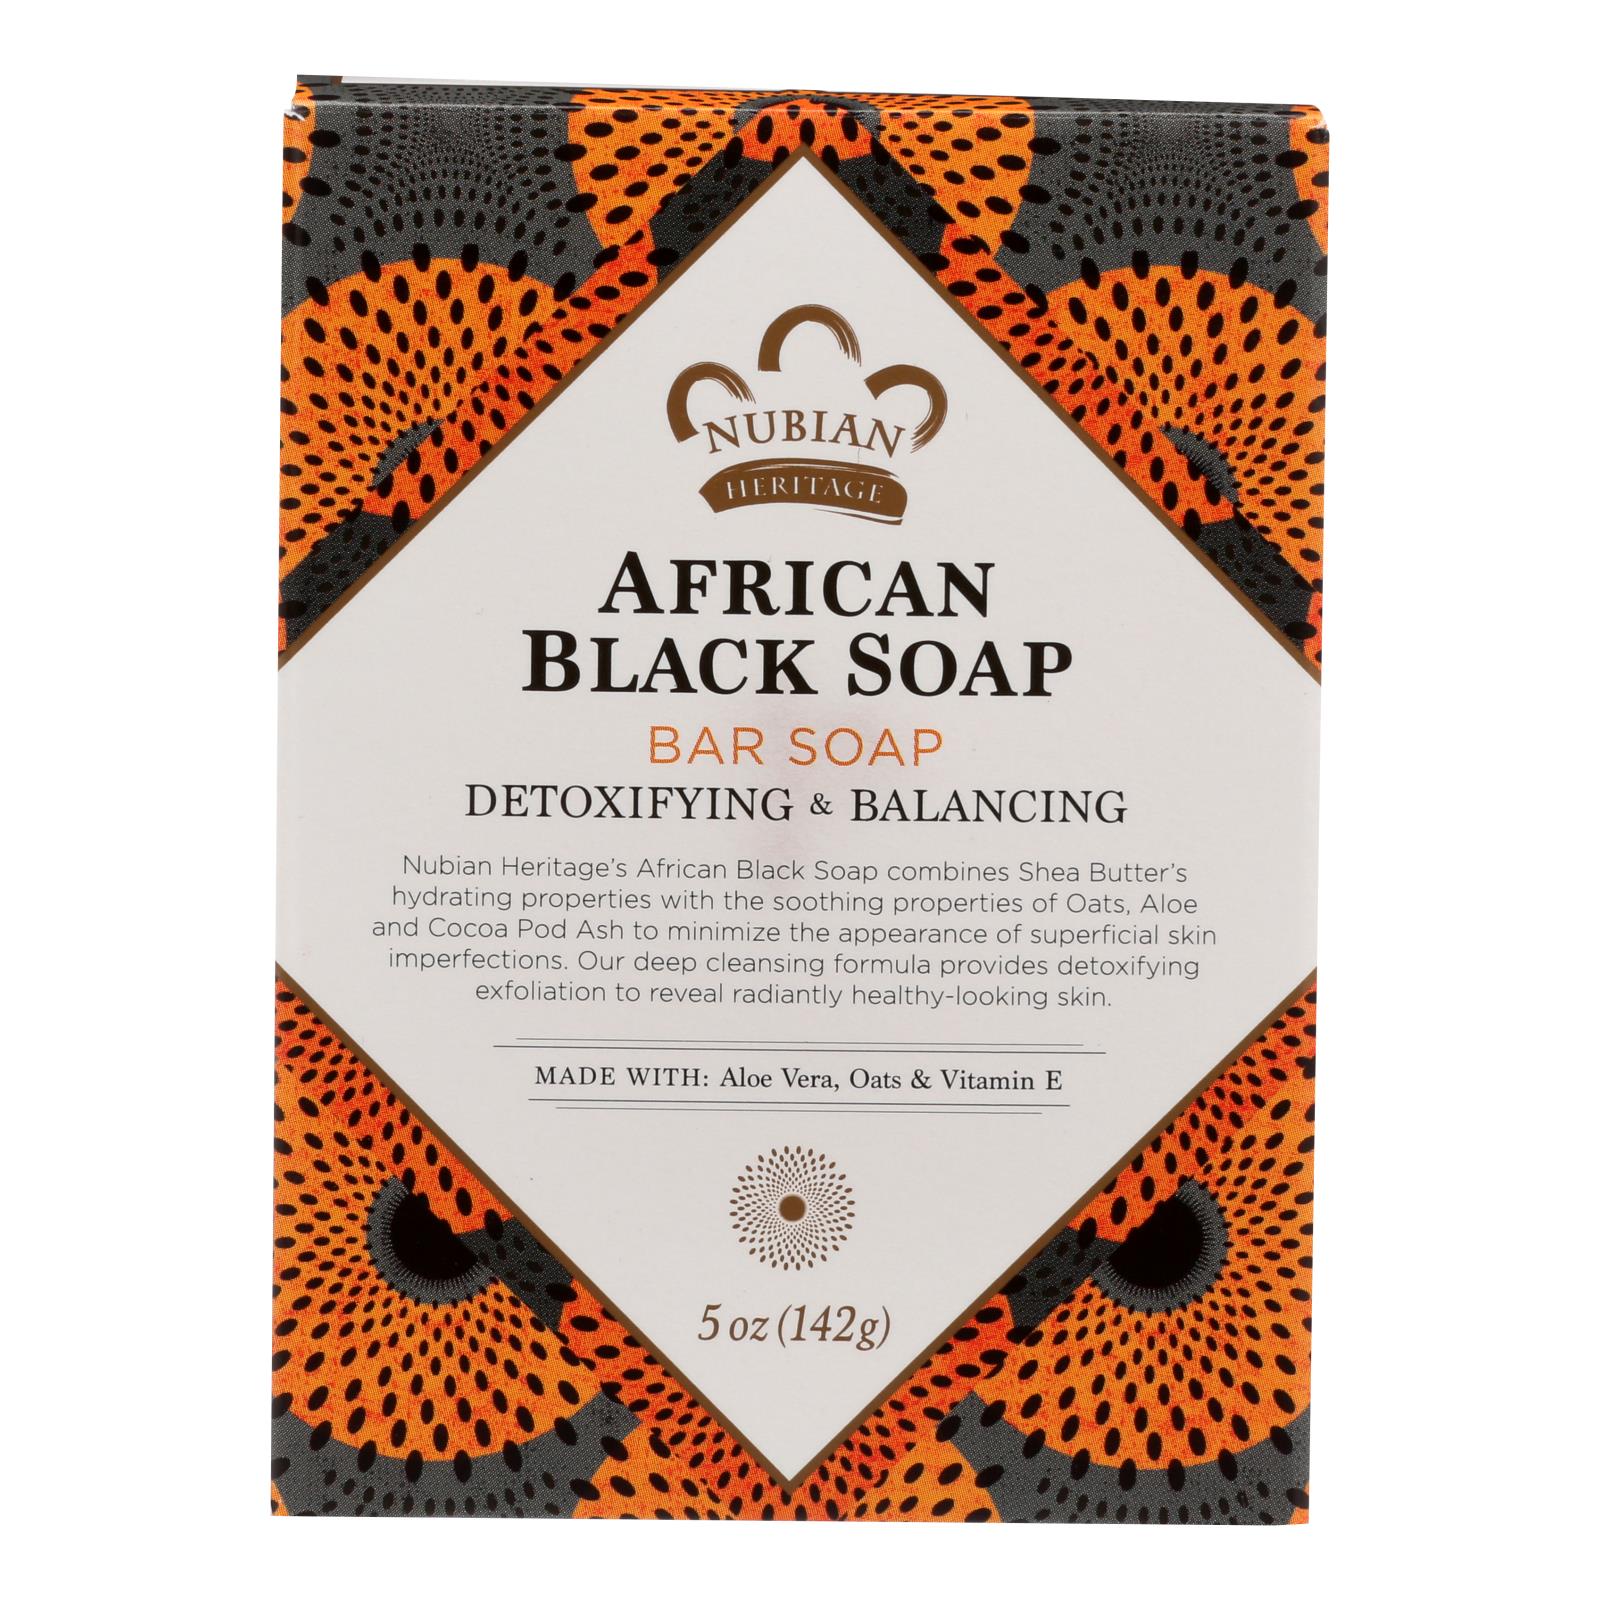 NUBIAN
HERITAGE
AFRICAN
BLACK SOAP
BAR SOAP
DETOXIFYING & BALANCING
Nubian Heritage's African Black Soap combines Shea Butter's
hydrating properties with the soothing properties of Oats, Aloe
and Cocoa Pod Ash to minimize the appearance of superficial skin
imperfections. Our deep cleansing formula provides detoxifying
exfoliation to reveal radiantly healthy-looking skin.
MADE WITH: Aloe Vera, Oats & Vitamin E
5 oz (142g)